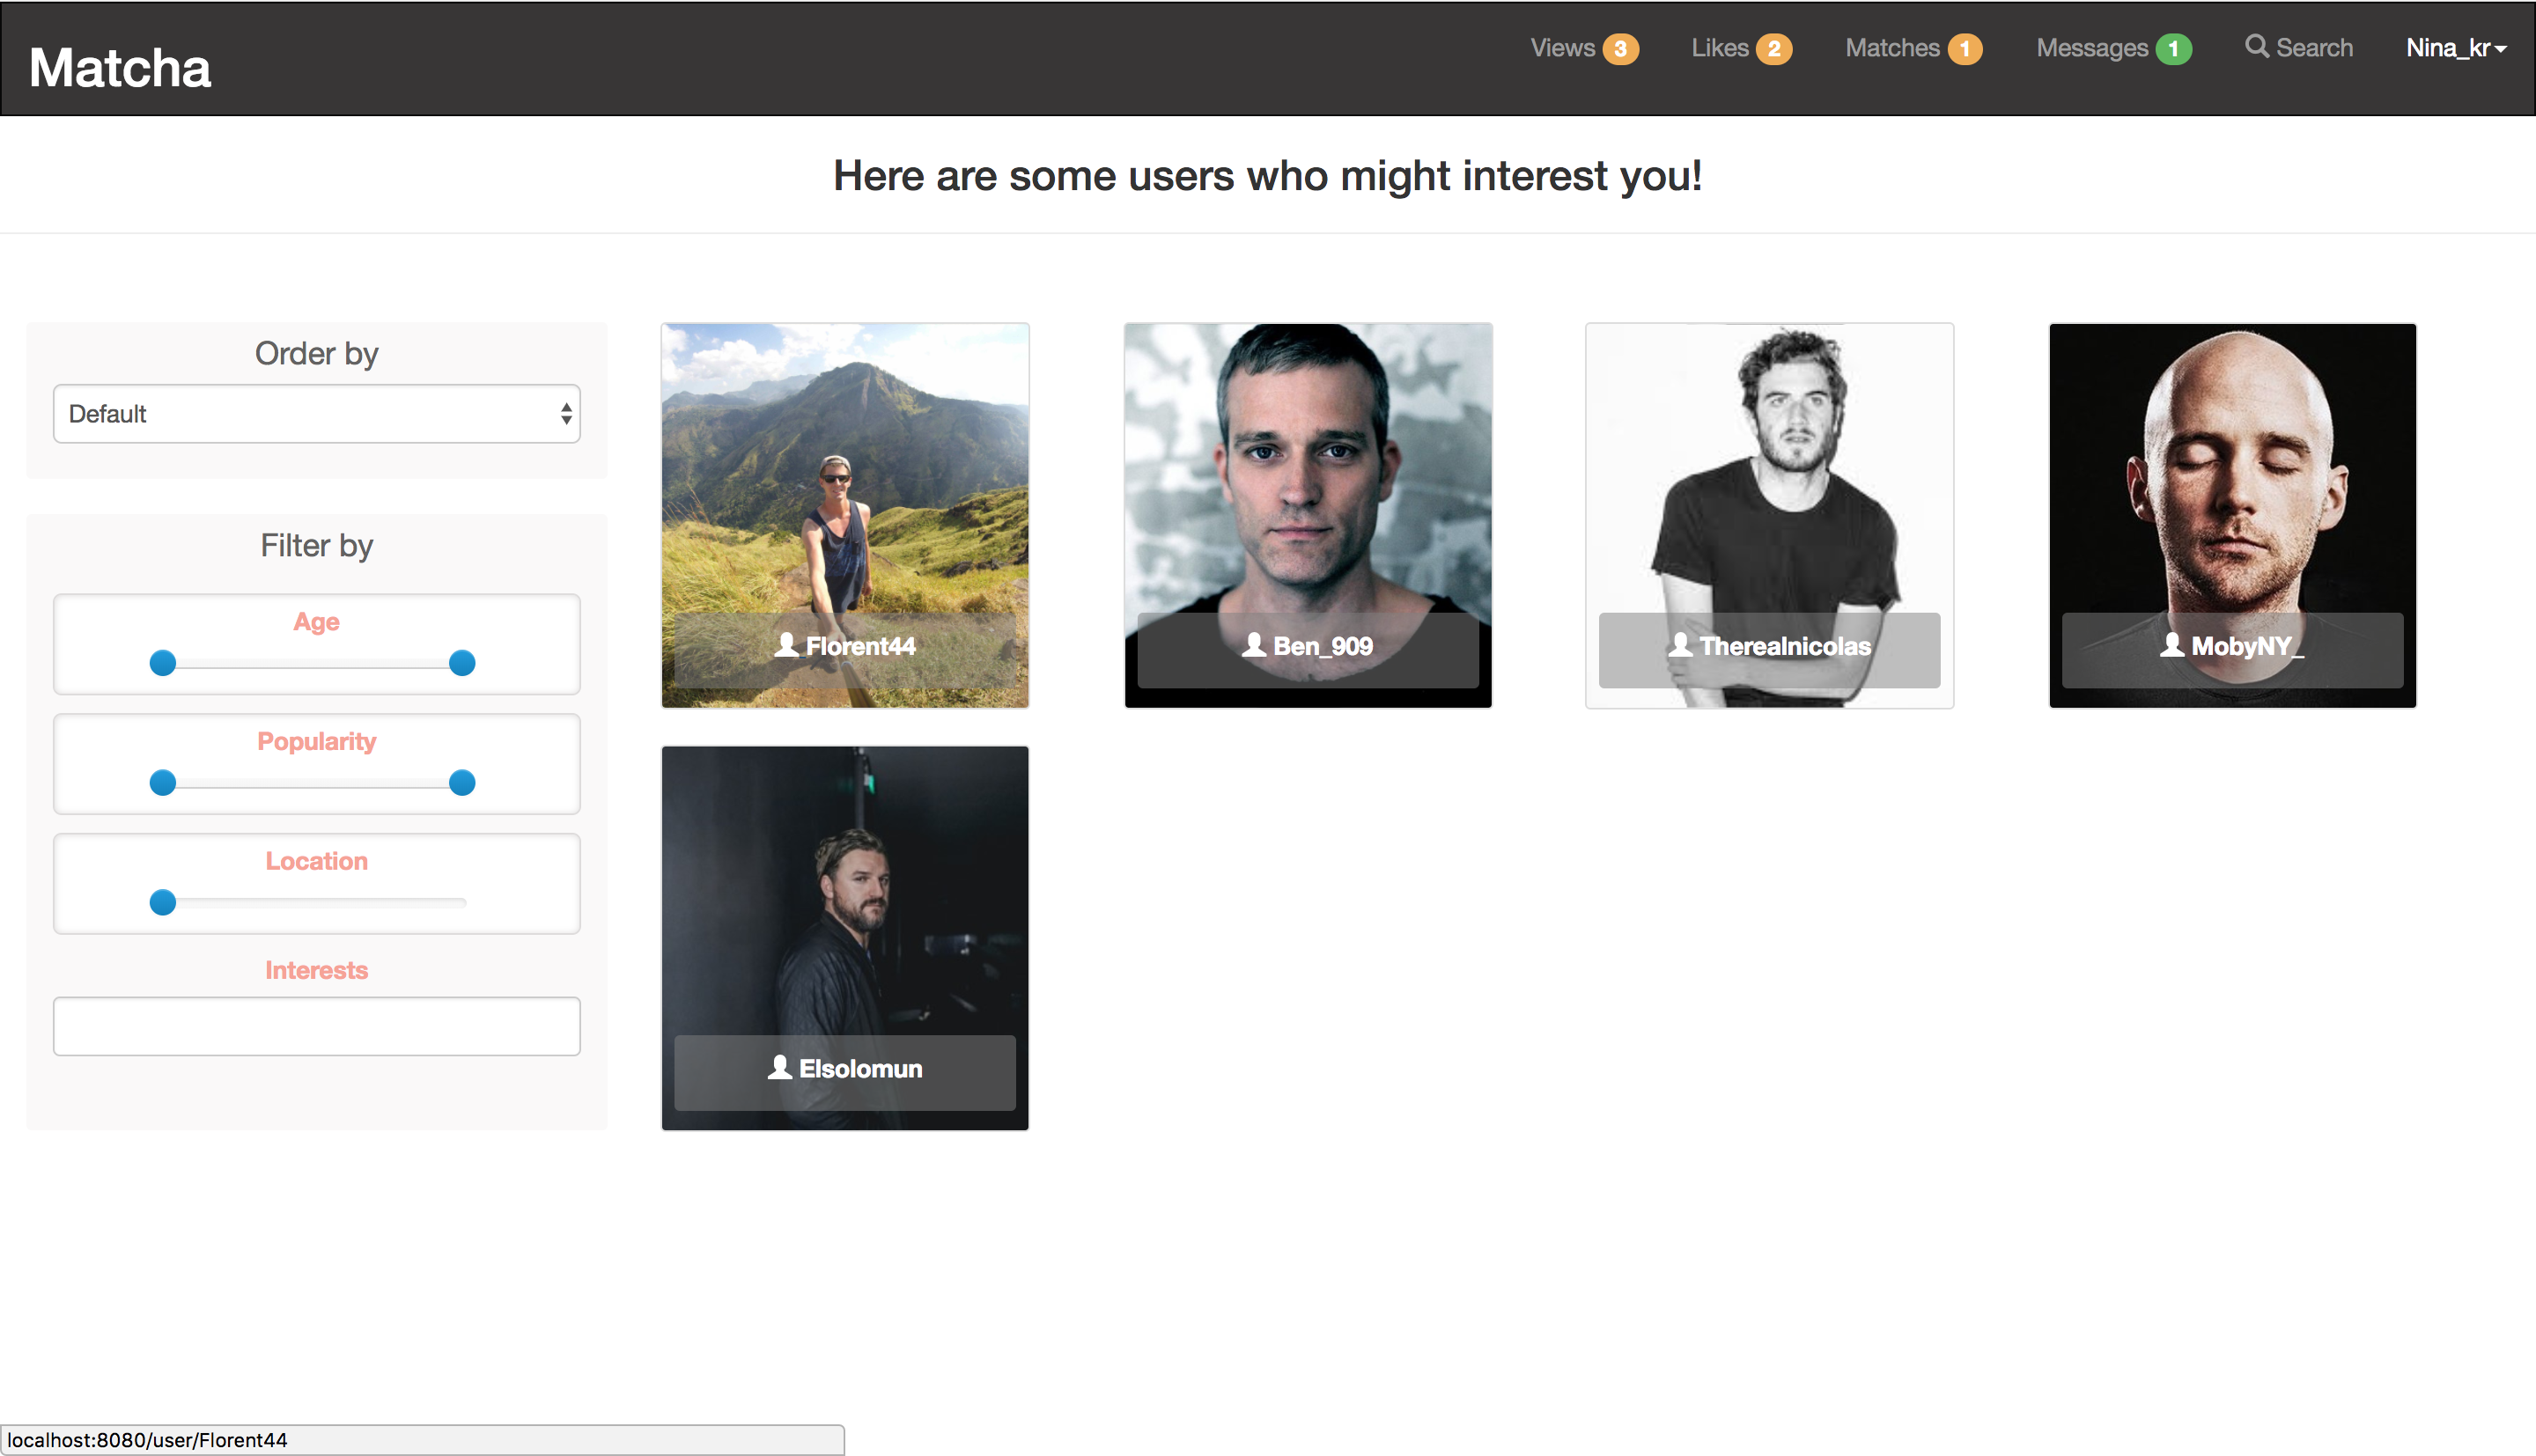 Matcha
Views 3 Likes 2 Matches 1 Messages 1 Search Nina_kr
Here are some users who might interest you!
Order by
Default
Filter by
Age
Popularity
Location
Interests
Florent44
Ben_909
Therealnicolas
MobyNY_
Elsolomun
localhost:8080/user/Florent44